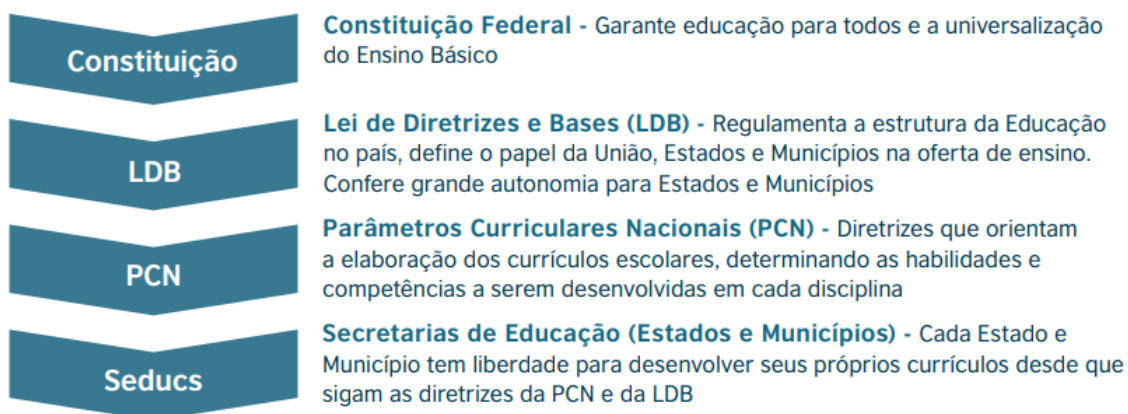 Constituição
Constituição Federal - Garante educação para todos e a universalização
do Ensino Básico
LDB
Lei de Diretrizes e Bases (LDB) - Regulamenta a estrutura da Educação
no país, define o papel da União, Estados e Municípios na oferta de ensino.
Confere grande autonomia para Estados e Municípios
PCN
Parâmetros Curriculares Nacionais (PCN) - Diretrizes que orientam
a elaboração dos currículos escolares, determinando as habilidades e
competências a serem desenvolvidas em cada disciplina
Seducs
Secretarias de Educação (Estados e Municípios) - Cada Estado e
Município tem liberdade para desenvolver seus próprios currículos desde que
sigam as diretrizes da PCN e da LDB